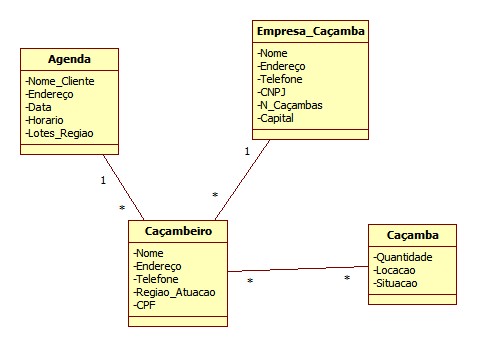 Agenda
-Nome_Cliente
-Endereço
-Data
-Horario
-Lotes_Regiao
Empresa_Caçamba
-Nome
-Endereço
-Telefone
-CNPJ
-N_Caçambas
-Capital
1
*
1
*
Caçambeiro
-Nome
-Endereço
-Telefone
-Regiao_Atuacao
-CPF
Caçamba
-Quantidade
-Locacao
-Situacao
*
*